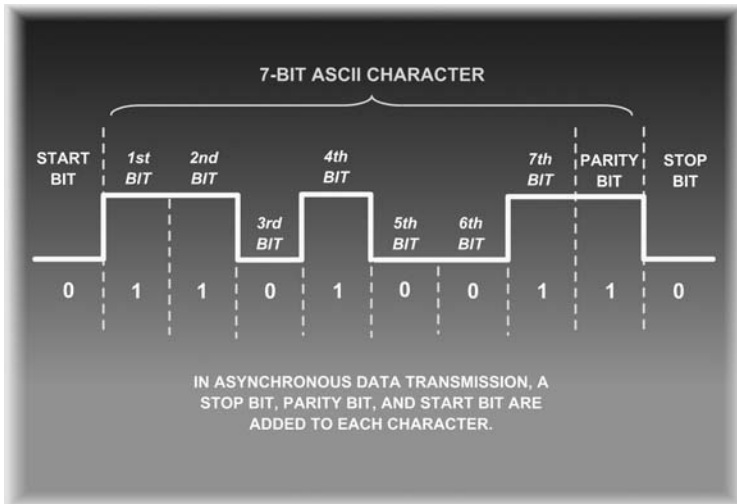 7-BIT ASCII CHARACTER
START BIT
1st BIT
2nd BIT
3rd BIT
4th BIT
5th BIT
6th BIT
7th BIT
PARITY BIT
STOP BIT
0 1 1 0 1 0 0 1 1 0
IN ASYNCHRONOUS DATA TRANSMISSION, A
STOP BIT, PARITY BIT, AND START BIT ARE
ADDED TO EACH CHARACTER.